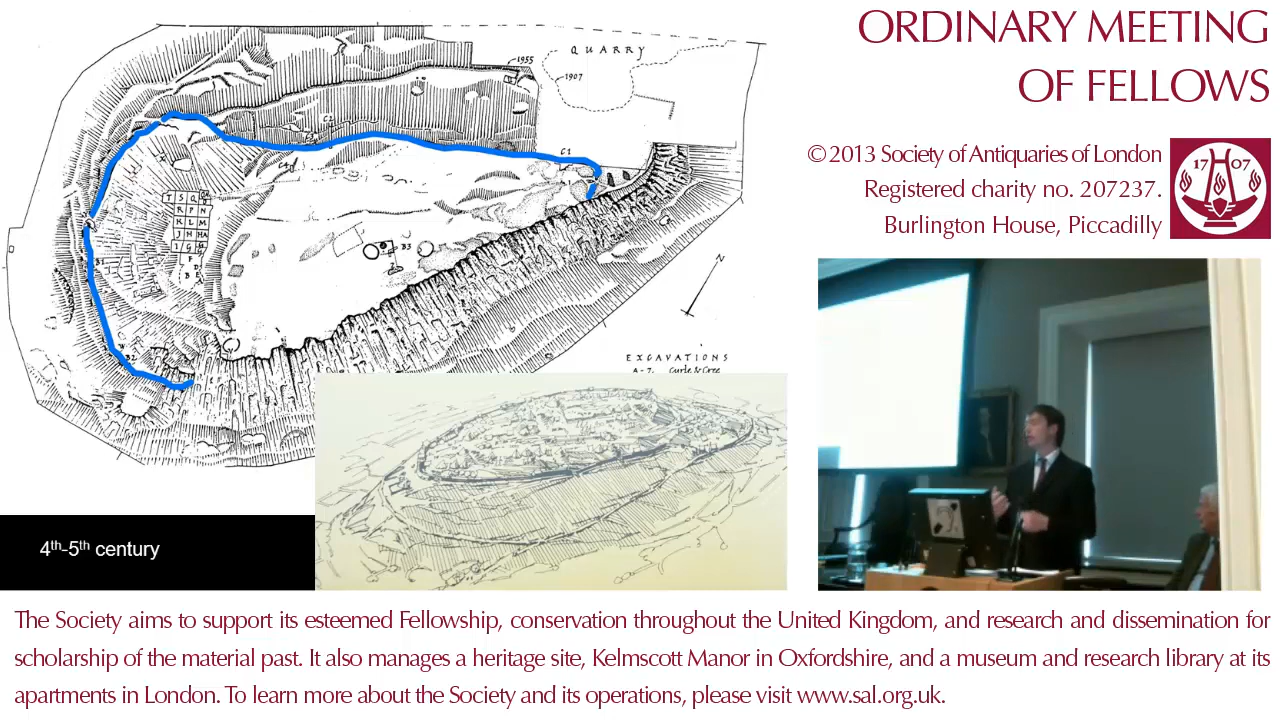 ORDINARY MEETING
OF FELLOWS
© 2013 Society of Antiquaries of London
Registered charity no. 207237.
Burlington House, Piccadilly
17 07
QUARRY
1955
1907
C2
C1
T S Q
R P N
K L M
J H HA
I G
F
B E
B3
B1
B2
N
EXCAVATIONS
A-7. Curle & Cree
4th-5th century
The Society aims to support its esteemed Fellowship, conservation throughout the United Kingdom, and research and dissemination for
scholarship of the material past. It also manages a heritage site, Kelmscott Manor in Oxfordshire, and a museum and research library at its
apartments in London. To learn more about the Society and its operations, please visit www.sal.org.uk.